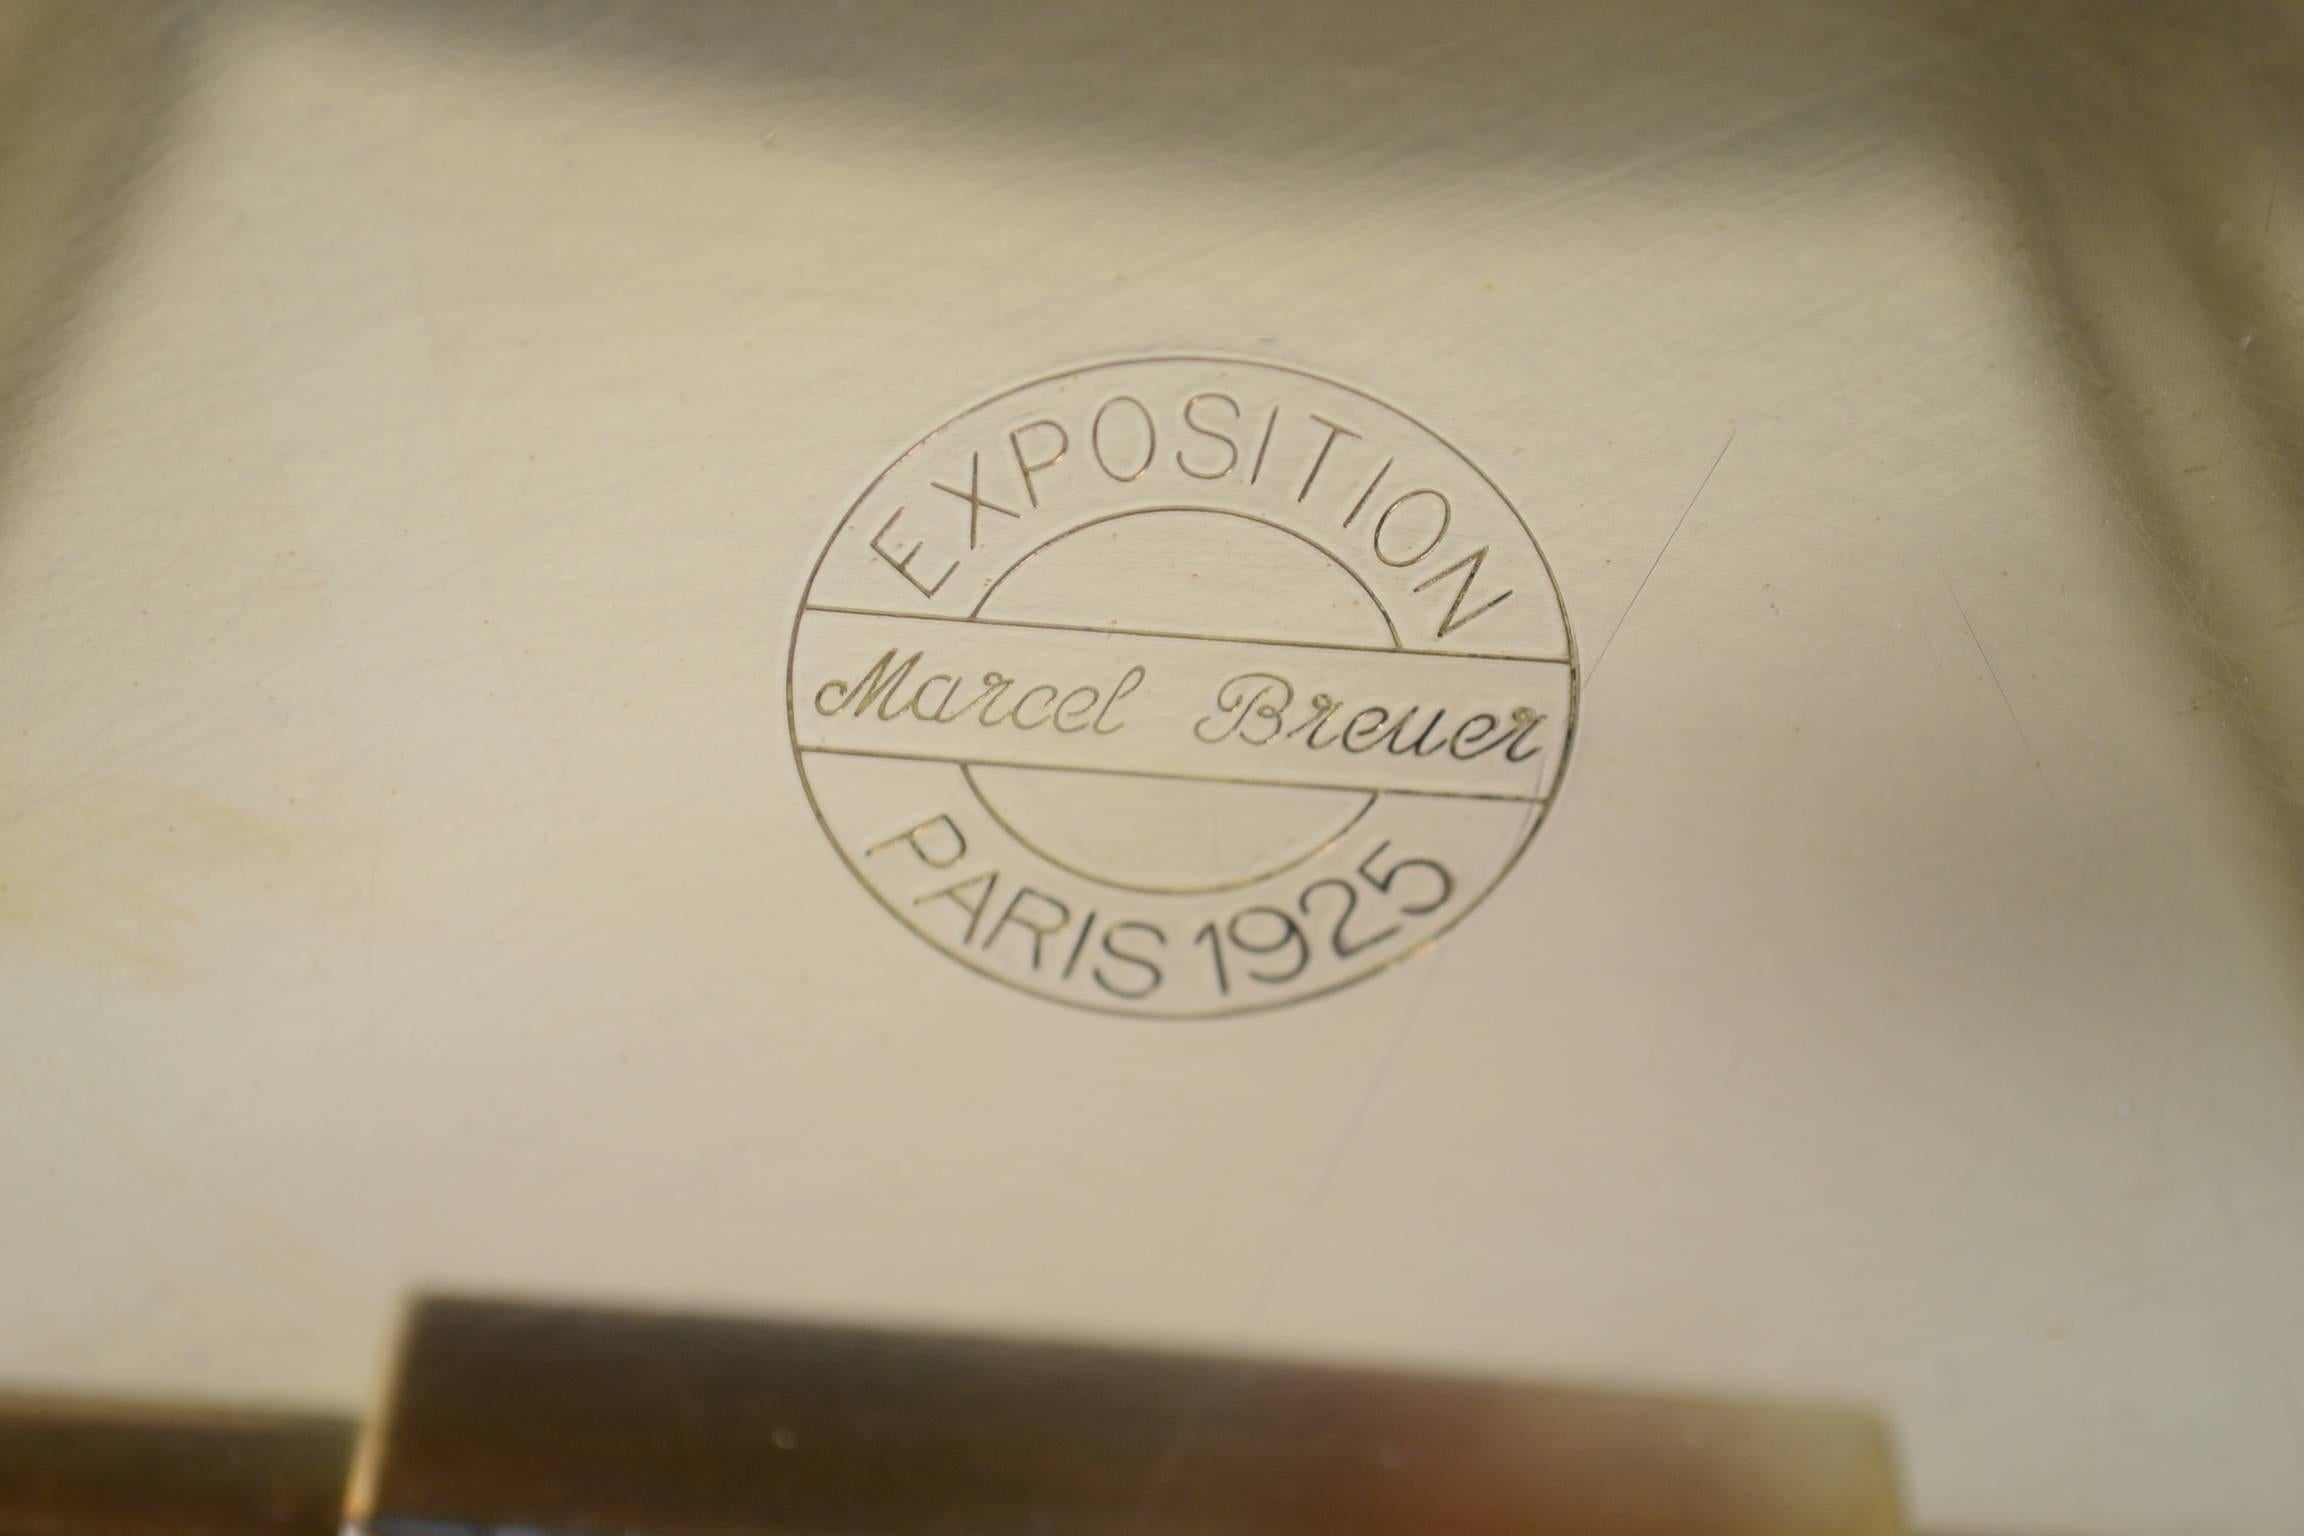 EXPOSITION
Marcel Breuer
PARIS 1925